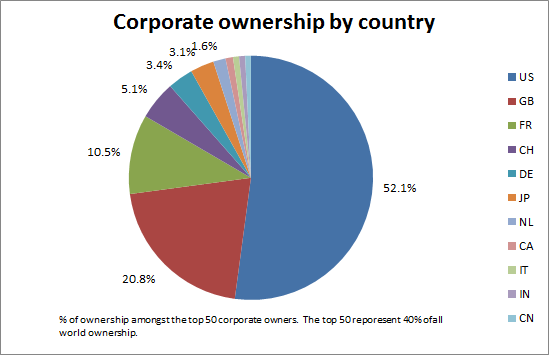 Corporate ownership by country
1.6%
3.1%
3.4%
5.1%
10.5%
20.8%
52.1%
US
GB
FR
CH
DE
JP
NL
CA
IT
IN
CN
% of ownership amongst the top 50 corporate owners. The top 50 reporesent 40% of all
world ownership.